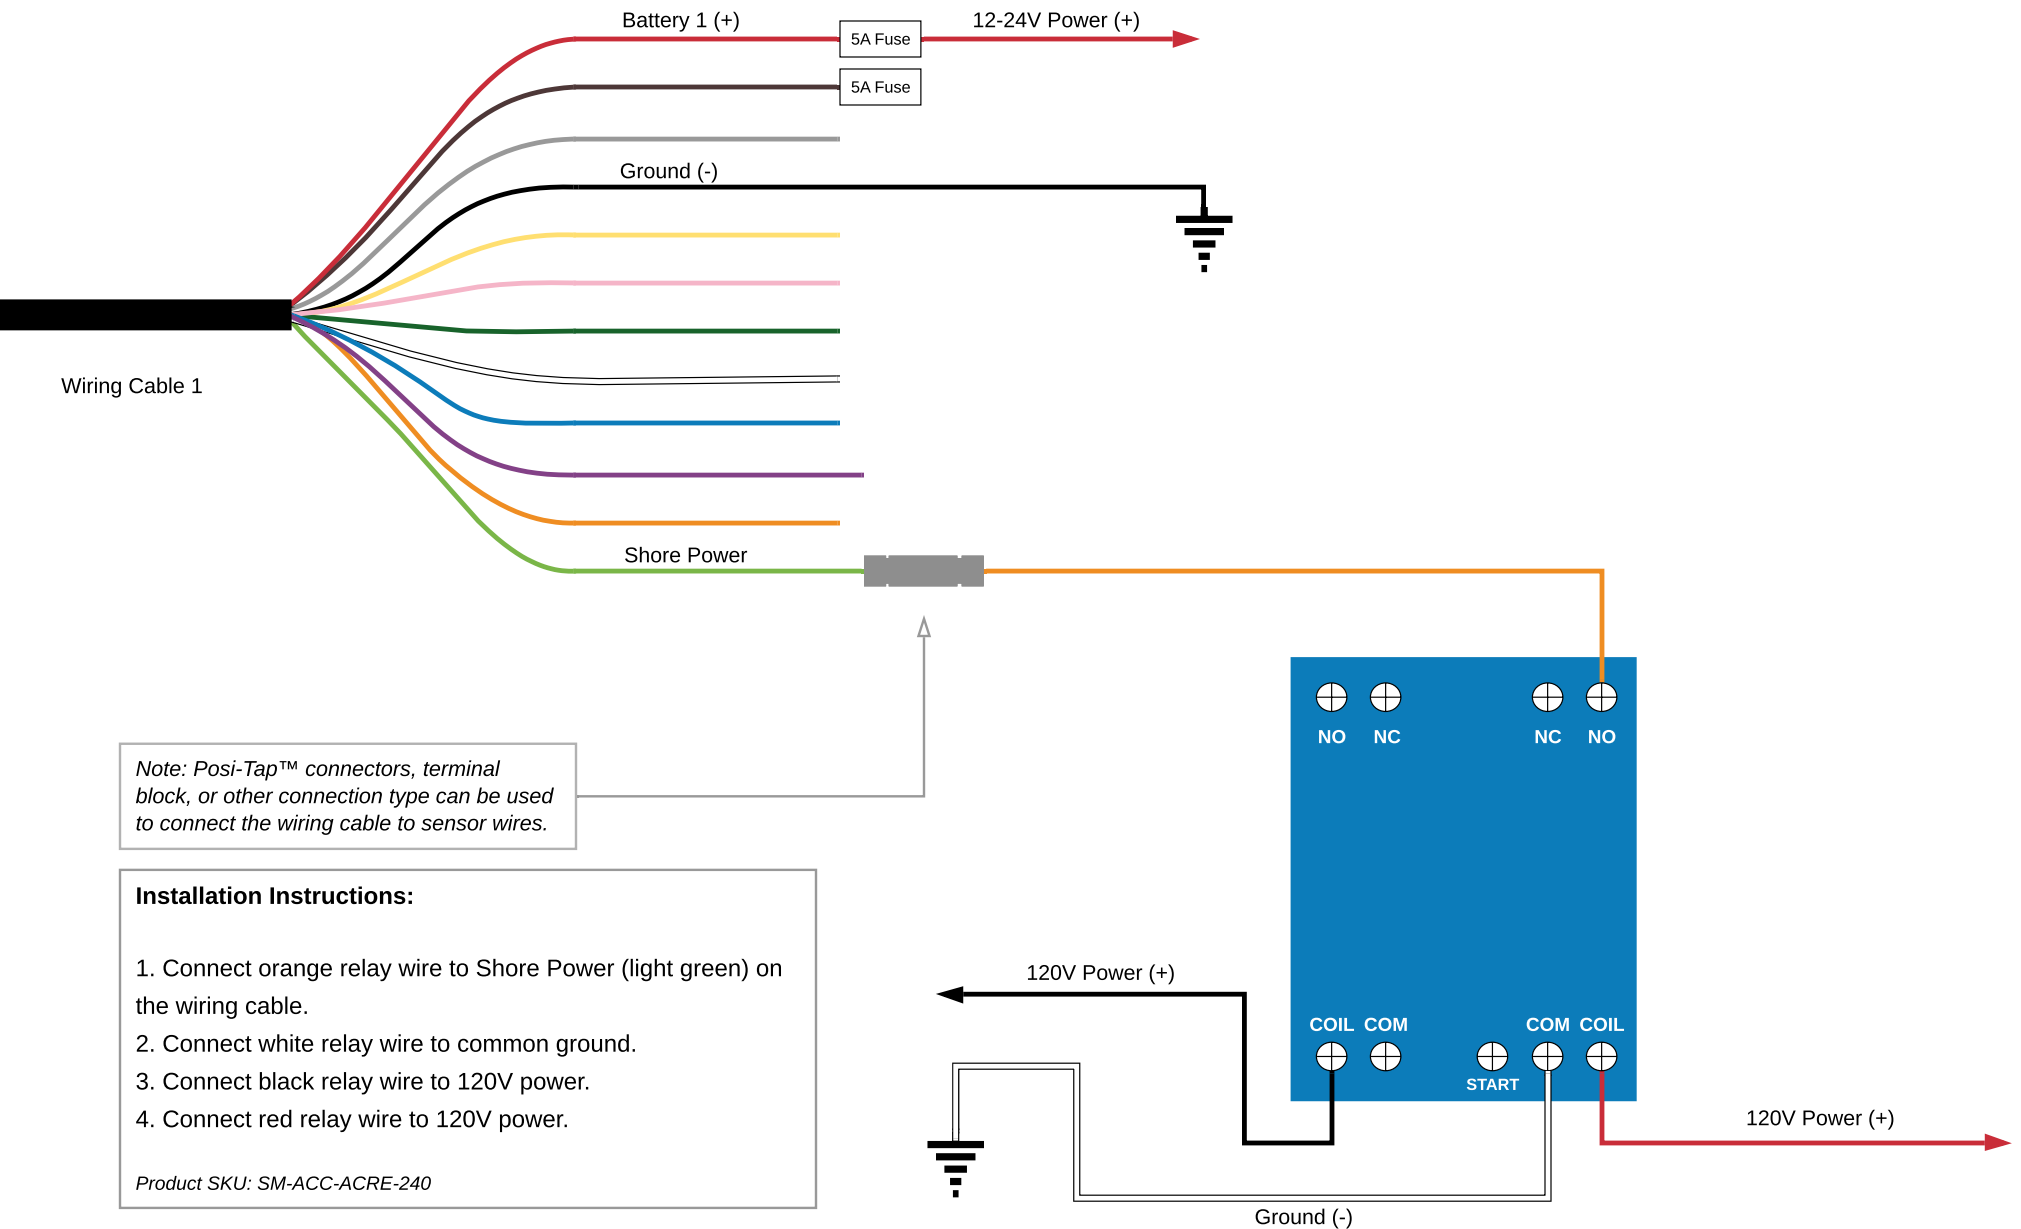 Battery 1 (+)
5A Fuse
12-24V Power (+)
5A Fuse
Ground (-)
Wiring Cable 1
Shore Power
NO
NC
NC
NO
Note: Posi-Tap™ connectors, terminal
block, or other connection type can be used
to connect the wiring cable to sensor wires.
Installation Instructions:
1. Connect orange relay wire to Shore Power (light green) on
the wiring cable.
2. Connect white relay wire to common ground.
3. Connect black relay wire to 120V power.
4. Connect red relay wire to 120V power.
Product SKU: SM-ACC-ACRE-240
120V Power (+)
COIL
COM
COM
COIL
START
120V Power (+)
Ground (-)